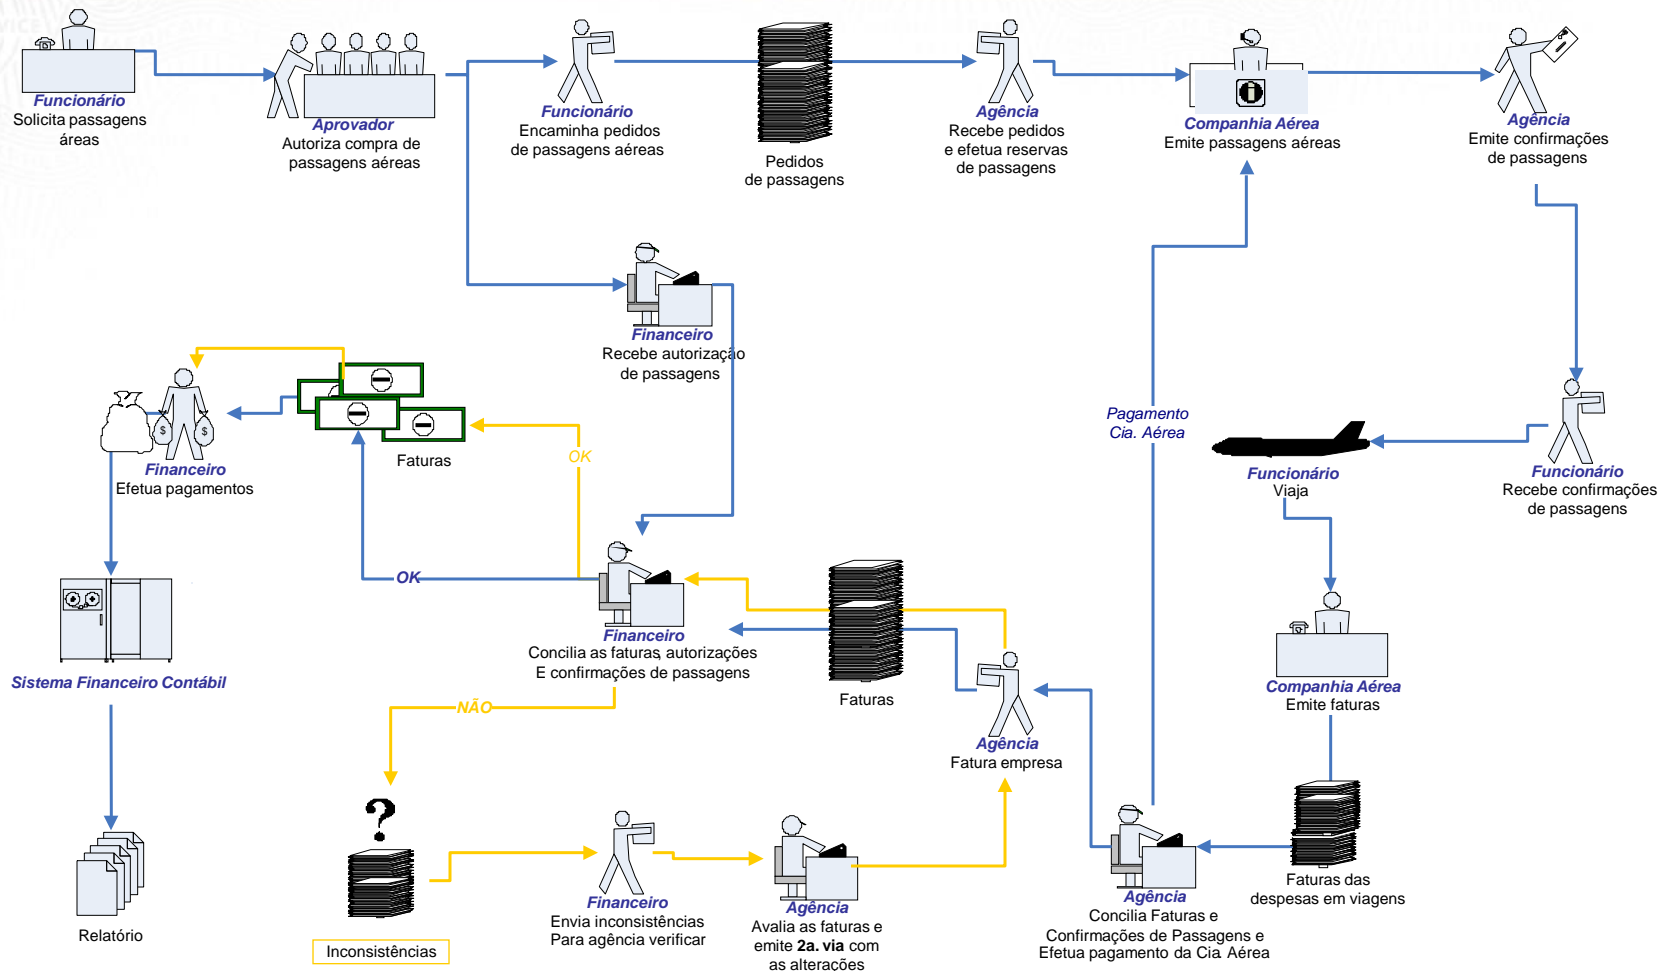 Funcionário
Solicita passagens
áreas
Aprovador
Autoriza compra de
passagens aéreas
Funcionário
Encaminha pedidos
de passagens aéreas
Pedidos
de passagens
Agência
Recebe pedidos
e efetua reservas
de passagens
Companhia Aérea
Emite passagens aéreas
Agência
Emite confirmações
de passagens
Financeiro
Recebe autorização
de passagens
Pagamento
Cia. Aérea
Funcionário
Recebe confirmações
de passagens
Funcionário
Viaja
$
$
Financeiro
Efetua pagamentos
Faturas
OK
OK
Financeiro
Concilia as faturas, autorizações
E confirmações de passagens
Faturas
Sistema Financeiro Contábil
NÃO
Agência
Fatura empresa
Companhia Aérea
Emite faturas
?
Relatório
Inconsistências
Financeiro
Envia inconsistências
Para agência verificar
Agência
Avalia as faturas e
emite 2a. via com
as alterações
Agência
Concilia Faturas e
Confirmações de Passagens e
Efetua pagamento da Cia. Aérea
Faturas das
despesas em viagens